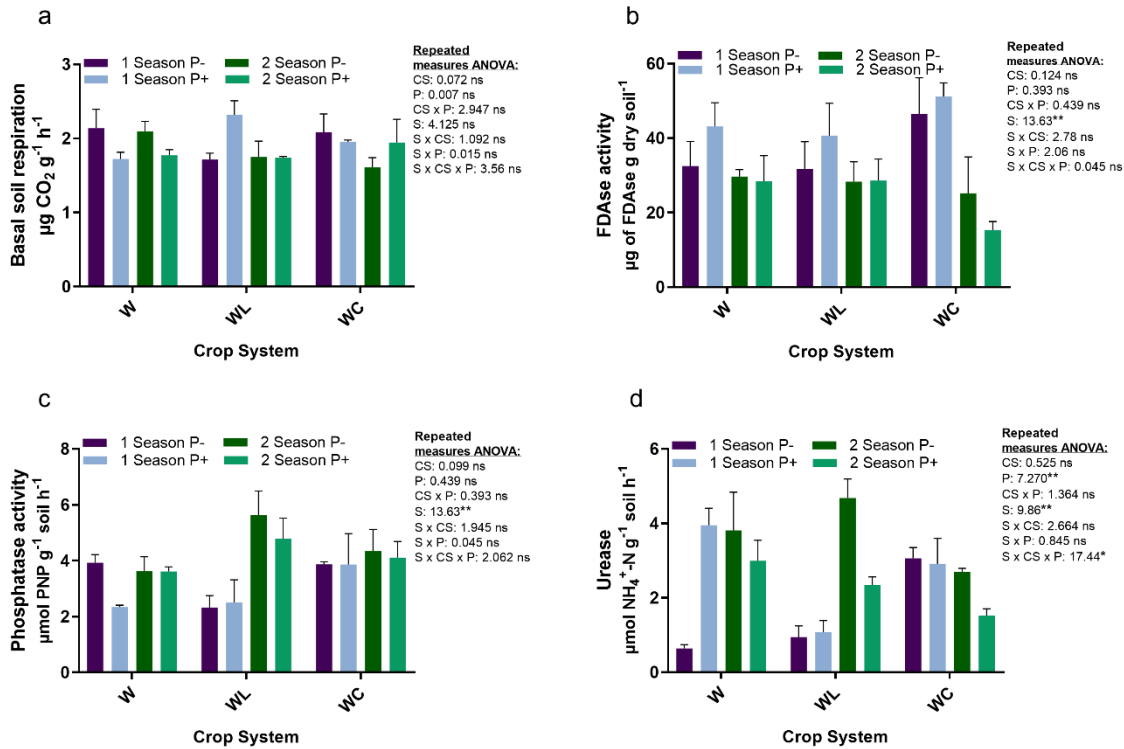 a
1 Season P-
2 Season P-
1 Season P+
2 Season P+
Repeated
measures ANOVA:
CS: 0.072 ns
P: 0.007 ns
CS x P: 2.947 ns
S: 4.125 ns
S x CS: 1.092 ns
S x P: 0.015 ns
S x CS x P: 3.56 ns
Basal soil respiration
µg CO₂ g⁻¹ h⁻¹
3
2
1
0
W
WL
WC
Crop System
b
1 Season P-
2 Season P-
1 Season P+
2 Season P+
Repeated
measures ANOVA:
CS: 0.124 ns
P: 0.393 ns
CS x P: 0.439 ns
S: 13.63**
S x CS: 2.78 ns
S x P: 2.06 ns
S x CS x P: 0.045 ns
FDAse activity
µg of FDAse g dry soil⁻¹
60
40
20
0
W
WL
WC
Crop System
c
1 Season P-
2 Season P-
1 Season P+
2 Season P+
Repeated
measures ANOVA:
CS: 0.099 ns
P: 0.439 ns
CS x P: 0.393 ns
S: 13.63**
S x CS: 1.945 ns
S x P: 0.045 ns
S x CS x P: 2.062 ns
Phosphatase activity
µmol PNP g⁻¹ soil h⁻¹
8
6
4
2
0
W
WL
WC
Crop System
d
1 Season P-
2 Season P-
1 Season P+
2 Season P+
Repeated
measures ANOVA:
CS: 0.525 ns
P: 7.270**
CS x P: 1.364 ns
S: 9.86**
S x CS: 2.664 ns
S x P: 0.845 ns
S x CS x P: 17.44*
Urease
µmol NH₄⁺-N g⁻¹ soil h⁻¹
6
4
2
0
W
WL
WC
Crop System